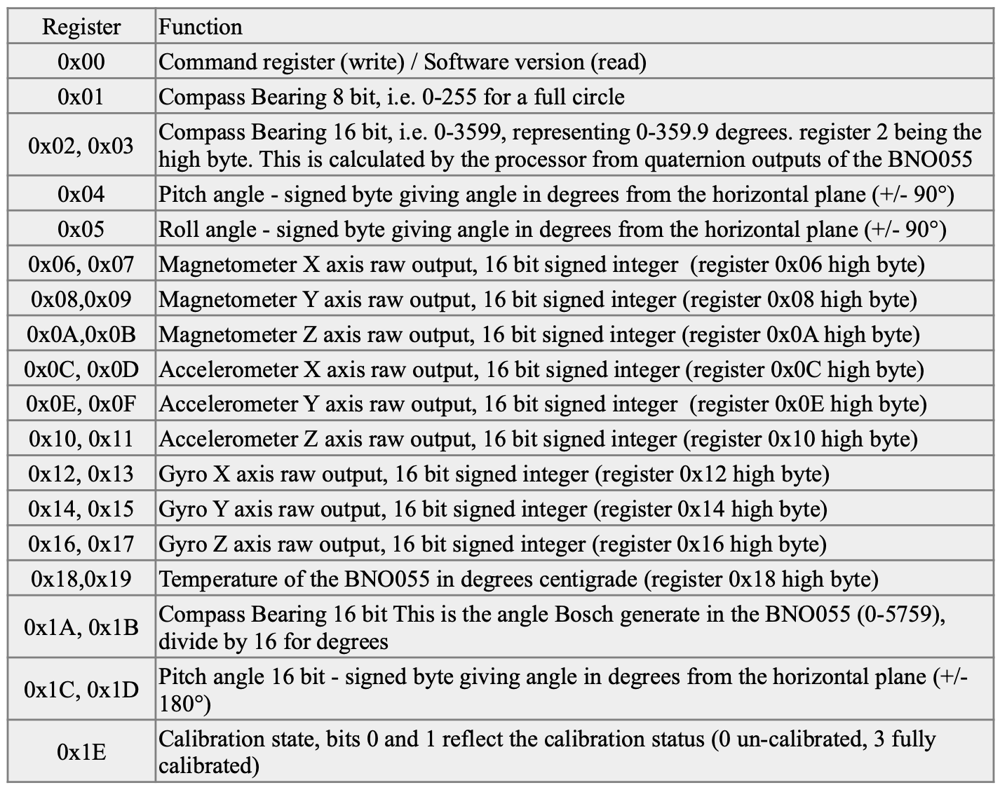 Register Function
0x00 Command register (write) / Software version (read)
0x01 Compass Bearing 8 bit, i.e. 0-255 for a full circle
0x02, 0x03 Compass Bearing 16 bit, i.e. 0-3599, representing 0-359.9 degrees. register 2 being the
high byte. This is calculated by the processor from quaternion outputs of the BNO055
0x04 Pitch angle - signed byte giving angle in degrees from the horizontal plane (+/- 90°)
0x05 Roll angle - signed byte giving angle in degrees from the horizontal plane (+/- 90°)
0x06, 0x07 Magnetometer X axis raw output, 16 bit signed integer  (register 0x06 high byte)
0x08,0x09 Magnetometer Y axis raw output, 16 bit signed integer (register 0x08 high byte)
0x0A,0x0B Magnetometer Z axis raw output, 16 bit signed integer (register 0x0A high byte)
0x0C, 0x0D Accelerometer X axis raw output, 16 bit signed integer (register 0x0C high byte)
0x0E, 0x0F Accelerometer Y axis raw output, 16 bit signed integer  (register 0x0E high byte)
0x10, 0x11 Accelerometer Z axis raw output, 16 bit signed integer (register 0x10 high byte)
0x12, 0x13 Gyro X axis raw output, 16 bit signed integer (register 0x12 high byte)
0x14, 0x15 Gyro Y axis raw output, 16 bit signed integer (register 0x14 high byte)
0x16, 0x17 Gyro Z axis raw output, 16 bit signed integer (register 0x16 high byte)
0x18,0x19 Temperature of the BNO055 in degrees centigrade (register 0x18 high byte)
0x1A, 0x1B Compass Bearing 16 bit This is the angle Bosch generate in the BNO055 (0-5759),
divide by 16 for degrees
0x1C, 0x1D Pitch angle 16 bit - signed byte giving angle in degrees from the horizontal plane (+/-
180°)
0x1E Calibration state, bits 0 and 1 reflect the calibration status (0 un-calibrated, 3 fully
calibrated)